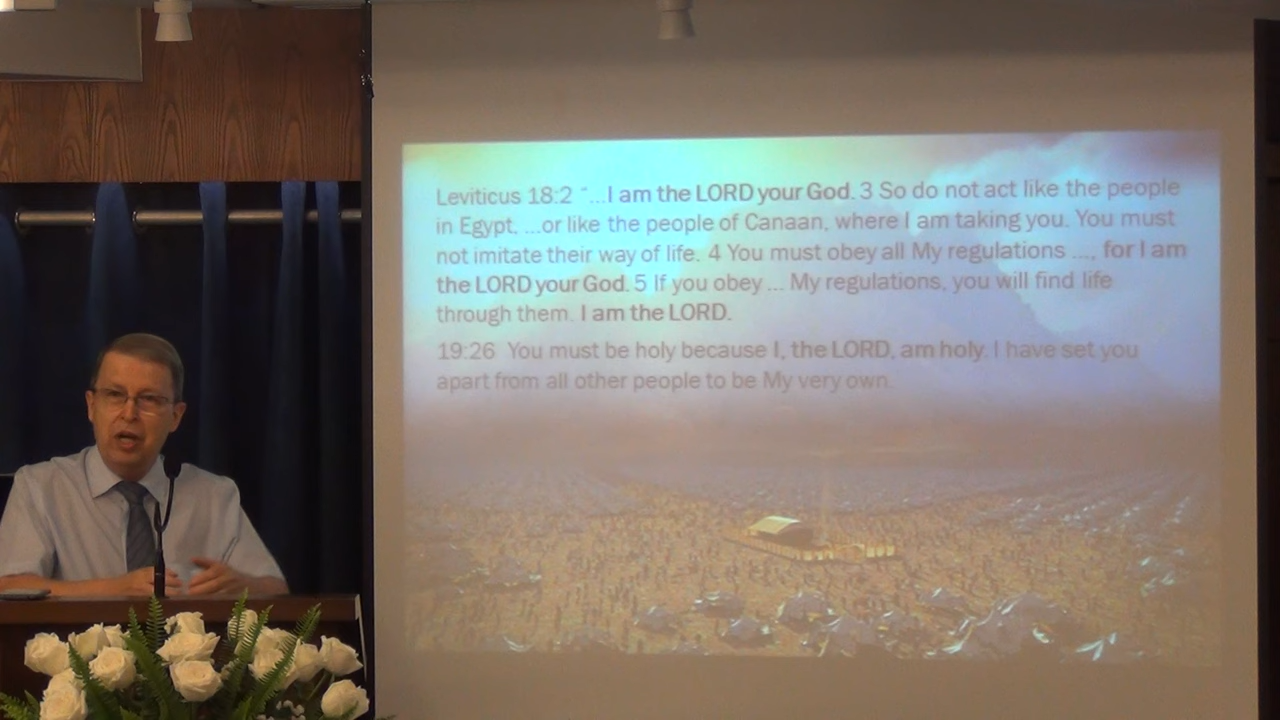 Leviticus 18:2 "...I am the LORD your God. 3 So do not act like the people
in Egypt, ...or like the people of Canaan, where I am taking you. You must
not imitate their way of life. 4 You must obey all My regulations ..., for I am
the LORD your God. 5 If you obey ... My regulations, you will find life
through them. I am the LORD.
19:26 You must be holy because I, the LORD, am holy. I have set you
apart from all other people to be My very own.